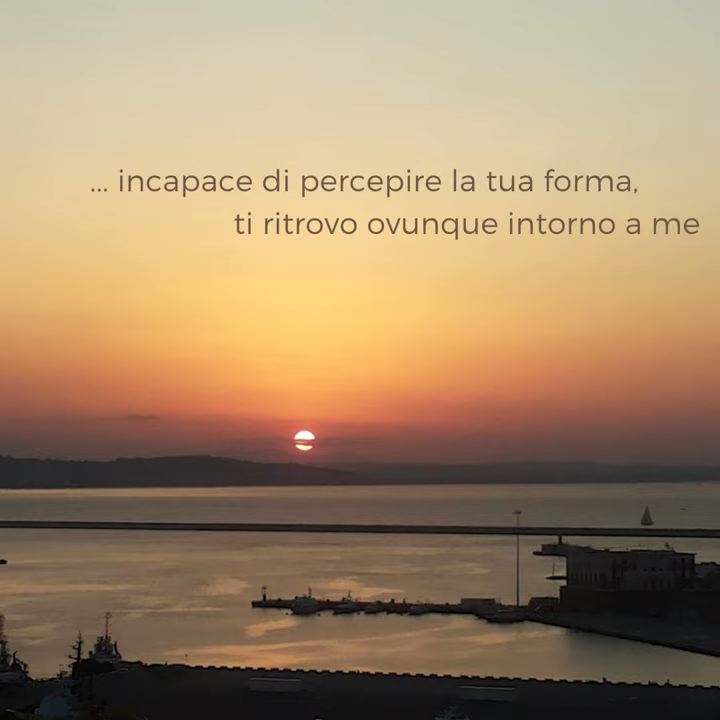 ... incapace di percepire la tua forma,
ti ritrovo ovunque intorno a me